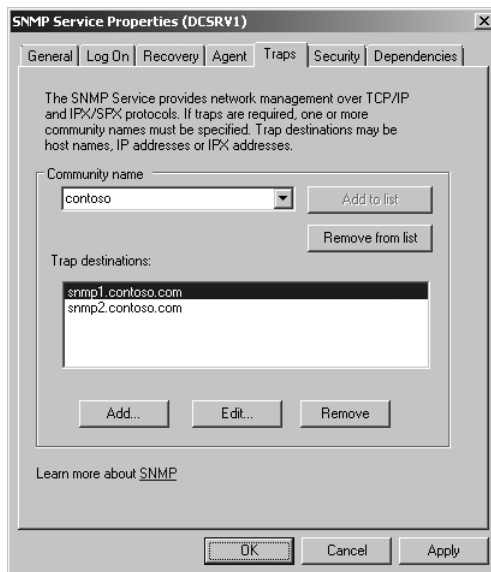 SNMP Service Properties (DCSRV1)
General Log On Recovery Agent Traps Security Dependencies
The SNMP Service provides network management over TCP/IP
and IPX/SPX protocols. If traps are required, one or more
community names must be specified. Trap destinations may be
host names, IP addresses or IPX addresses.
Community name
contoso
Add to list
Remove from list
Trap destinations:
snmp1.contoso.com
snmp2.contoso.com
Add... Edit... Remove
Learn more about SNMP
OK Cancel Apply